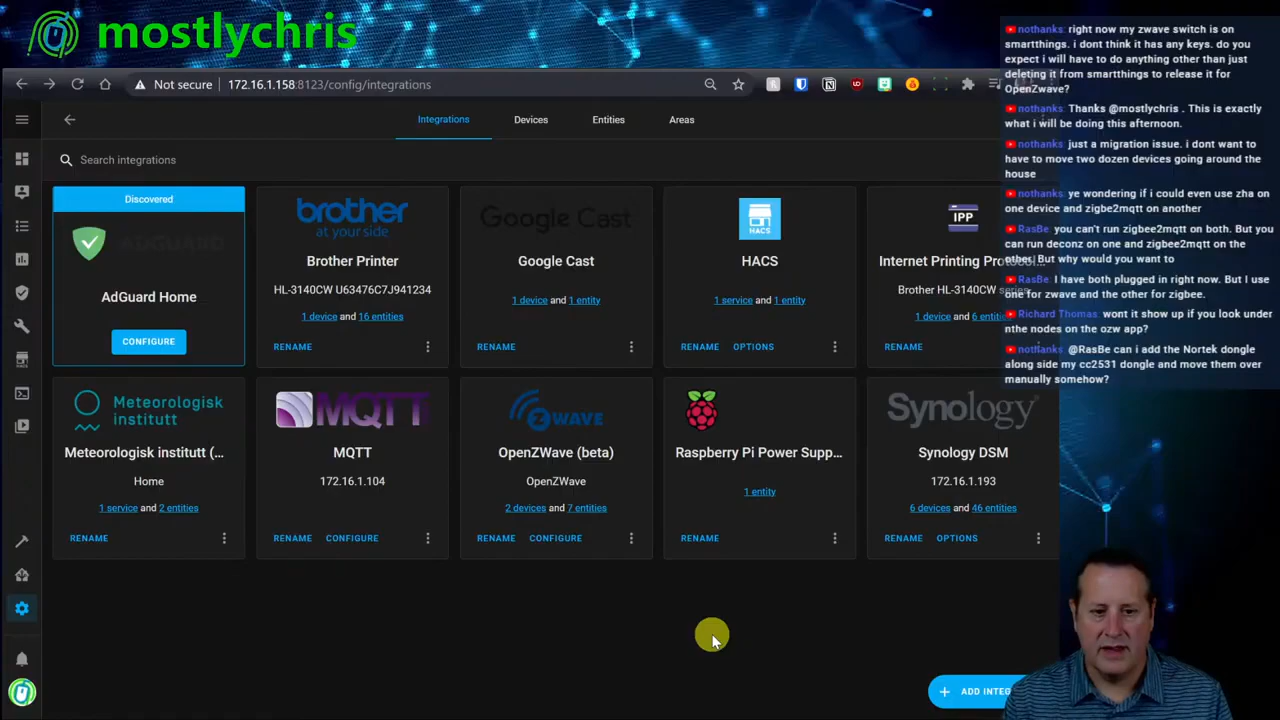 mostlychris
Not secure
172.16.1.158:8123/config/integrations
Integrations
Devices
Entities
Areas
Search integrations
Discovered
ADGUARD
AdGuard Home
CONFIGURE
brother
at your side
Brother Printer
HL-3140CW U63476C7J941234
1 device and 16 entities
RENAME
Google Cast
Google Cast
1 device and 1 entity
RENAME
HACS
HACS
1 service and 1 entity
RENAME OPTIONS
IPP
Internet Printing Protocol
Brother HL-3140CW series
1 device and 6 entities
RENAME
Meteorologisk
institutt
Meteorologisk institutt (...
Home
1 service and 2 entities
RENAME
MQTT
MQTT
172.16.1.104
RENAME CONFIGURE
WAVE
OpenZWave (beta)
OpenZWave
2 devices and 7 entities
RENAME CONFIGURE
Raspberry Pi Power Supp...
1 entity
RENAME
Synology
Synology DSM
172.16.1.193
6 devices and 46 entities
RENAME OPTIONS
+ ADD INTEG
nothanks: right now my zwave switch is on
smartthings. i dont think it has any keys. do you
expect i will have to do anything other than just
deleting it from smartthings to release it for
OpenZwave?
nothanks: Thanks @mostlychris . This is exactly
what i will be doing this afternoon.
nothanks: just a migration issue. i dont want to
have to move two dozen devices going around the
house
nothanks: ye wondering if i could even use zha on
one device and zigbe2mqtt on another
RasBe: you can't run zigbee2mqtt on both. But you
can run deconz on one and zigbee2mqtt on the
other. But why would you want to
RasBe: I have both plugged in right now. But I use
one for zwave and the other for zigbee.
Richard Thomas: wont it show up if you look under
nthe nodes on the ozw app?
nothanks: @RasBe can i add the Nortek dongle
along side my cc2531 dongle and move them over
manually somehow?